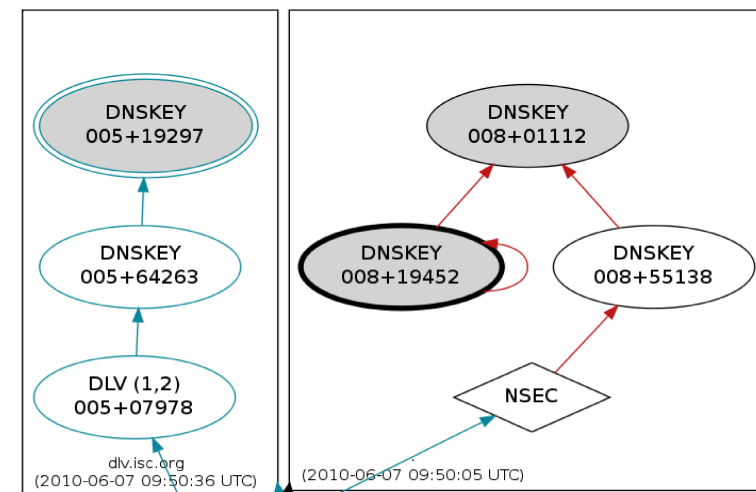 DNSKEY
005+19297
DNSKEY
005+64263
DLV (1,2)
005+07978
dlv.isc.org
(2010-06-07 09:50:36 UTC)
DNSKEY
008+01112
DNSKEY
008+19452
DNSKEY
008+55138
NSEC
.
(2010-06-07 09:50:05 UTC)